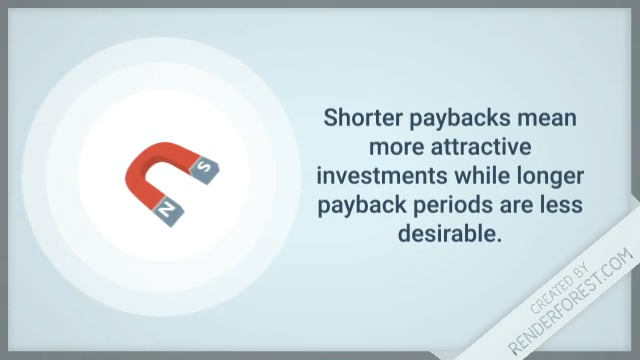 Shorter paybacks mean
more attractive
investments while longer
payback periods are less
desirable.
S
N
CREATED BY
RENDERFOREST.COM